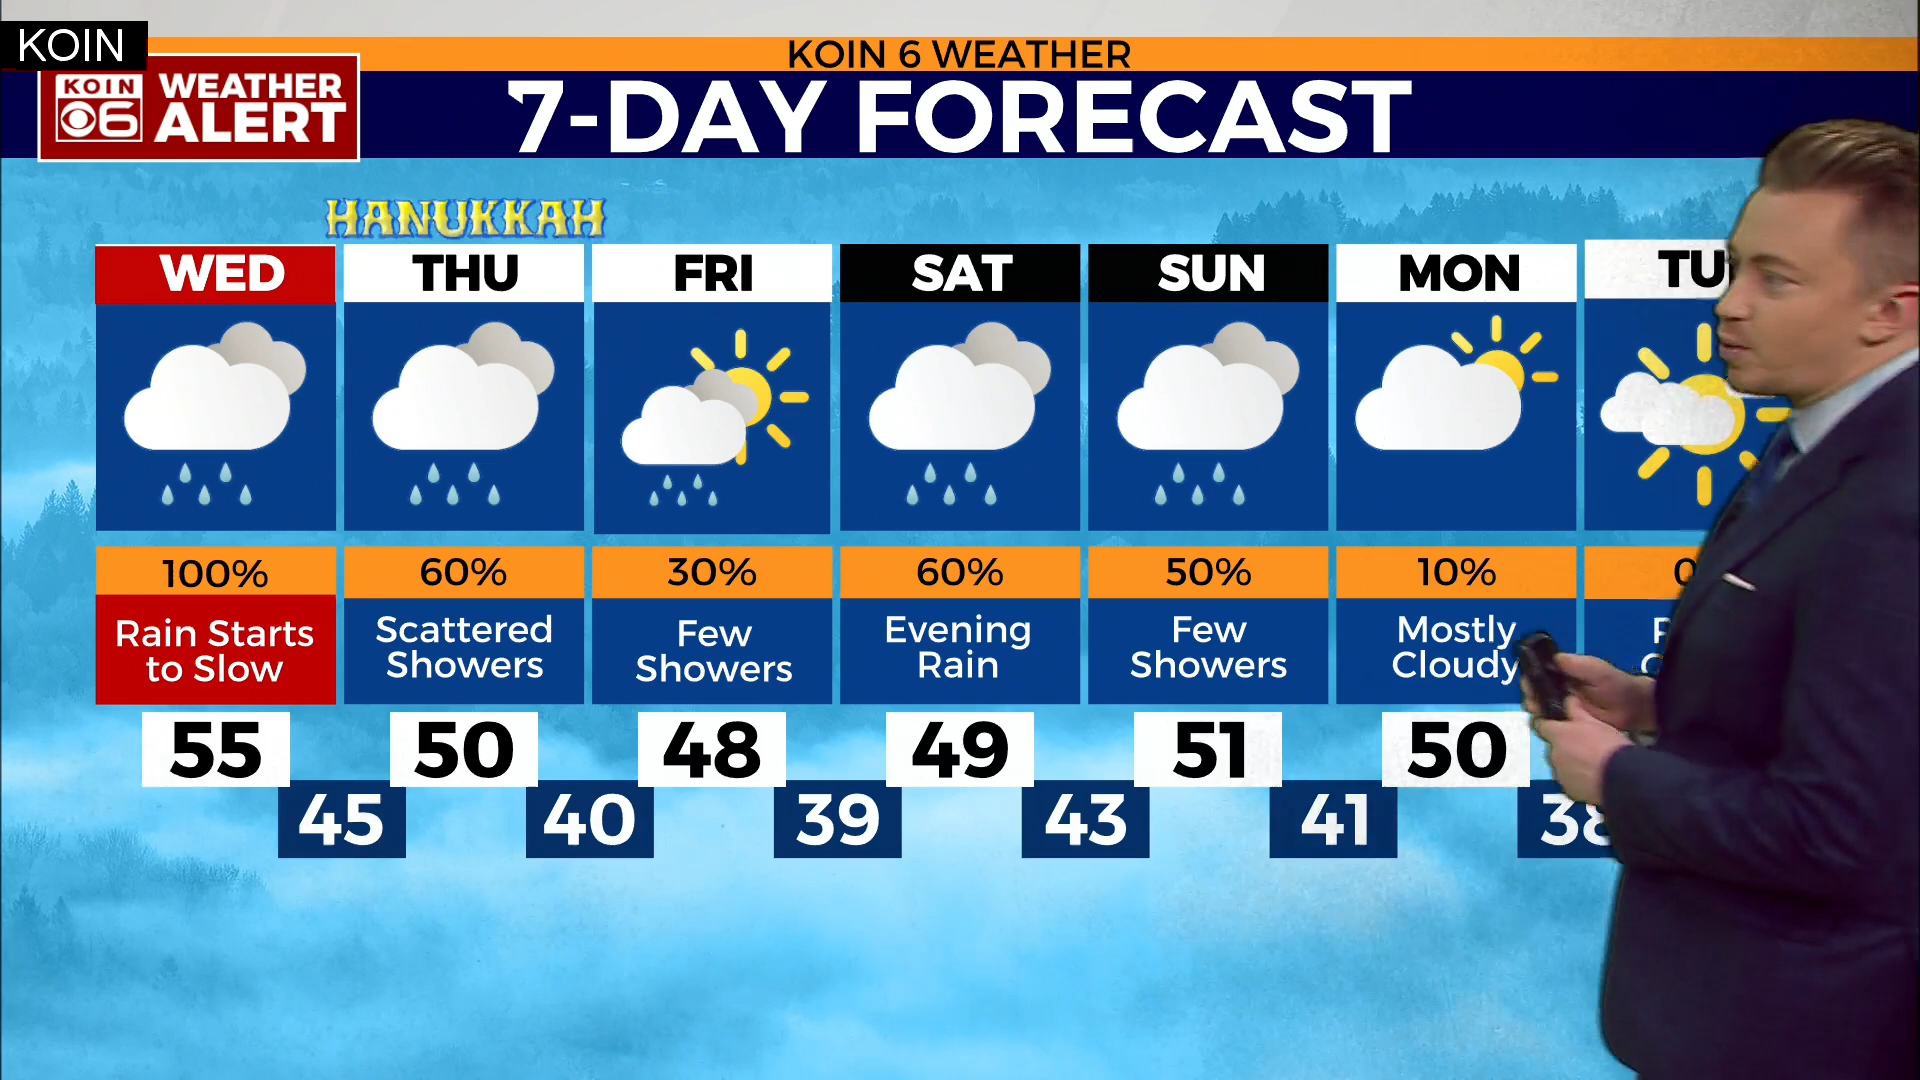 KOIN
KOIN 6 WEATHER
KOIN
6
WEATHER
ALERT
7-DAY FORECAST
HANUKKAH
WED
THU
FRI
SAT
SUN
MON
100%
60%
30%
60%
50%
10%
Rain Starts
to Slow
Scattered
Showers
Few
Showers
Evening
Rain
Few
Showers
Mostly
Cloudy
55
50
48
49
51
50
45
40
39
43
41
38